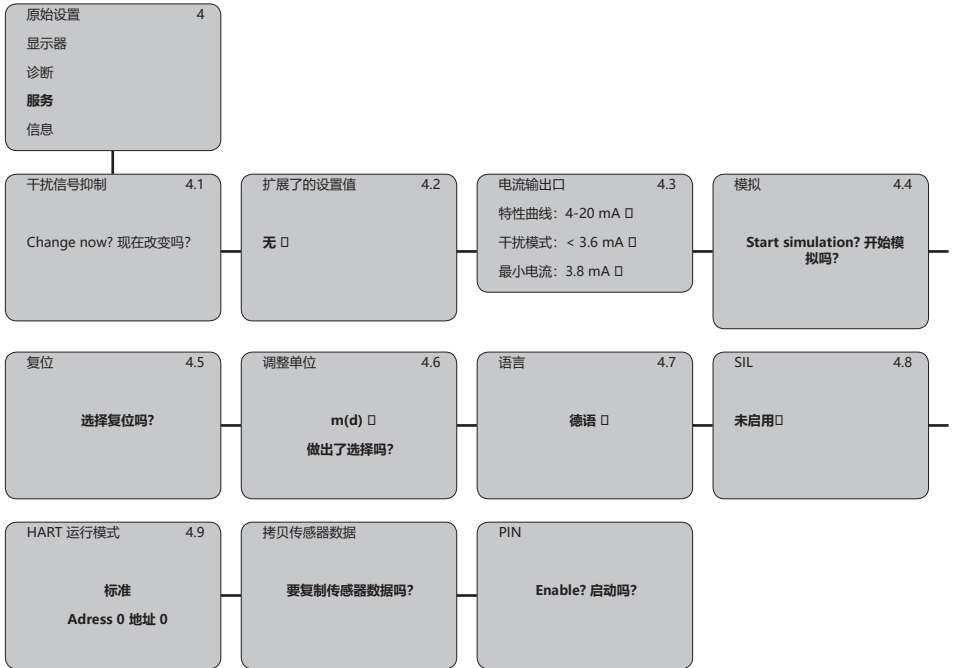 原始设置 4
显示器
诊断
服务
信息
干扰信号抑制 4.1
Change now? 现在改变吗?
扩展了的设置值 4.2
无 ▯
电流输出口 4.3
特性曲线：4-20 mA ▯
干扰模式：< 3.6 mA ▯
最小电流：3.8 mA ▯
模拟 4.4
Start simulation? 开始模
拟吗?
复位 4.5
选择复位吗?
调整单位 4.6
m(d) ▯
做出了选择吗?
语言 4.7
德语 ▯
SIL 4.8
未启用▯
HART 运行模式 4.9
标准
Adress 0 地址 0
拷贝传感器数据
要复制传感器数据吗?
PIN
Enable? 启动吗?